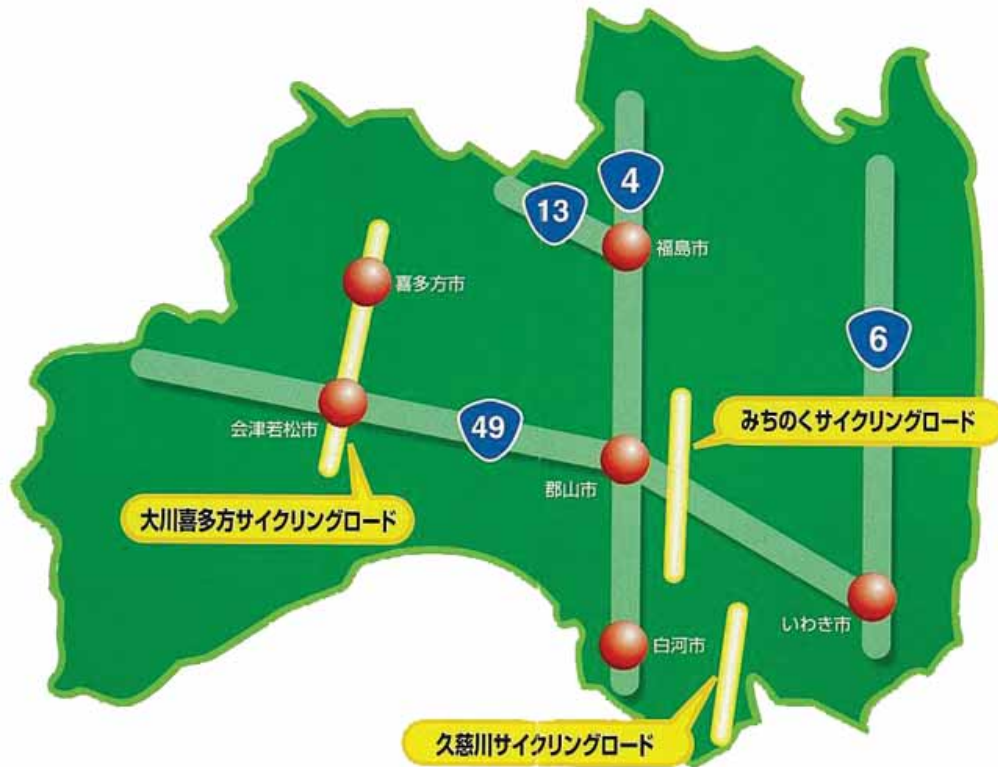 4
13
福島市
喜多方市
6
会津若松市
49
みちのくサイクリングロード
郡山市
大川喜多方サイクリングロード
いわき市
白河市
久慈川サイクリングロード